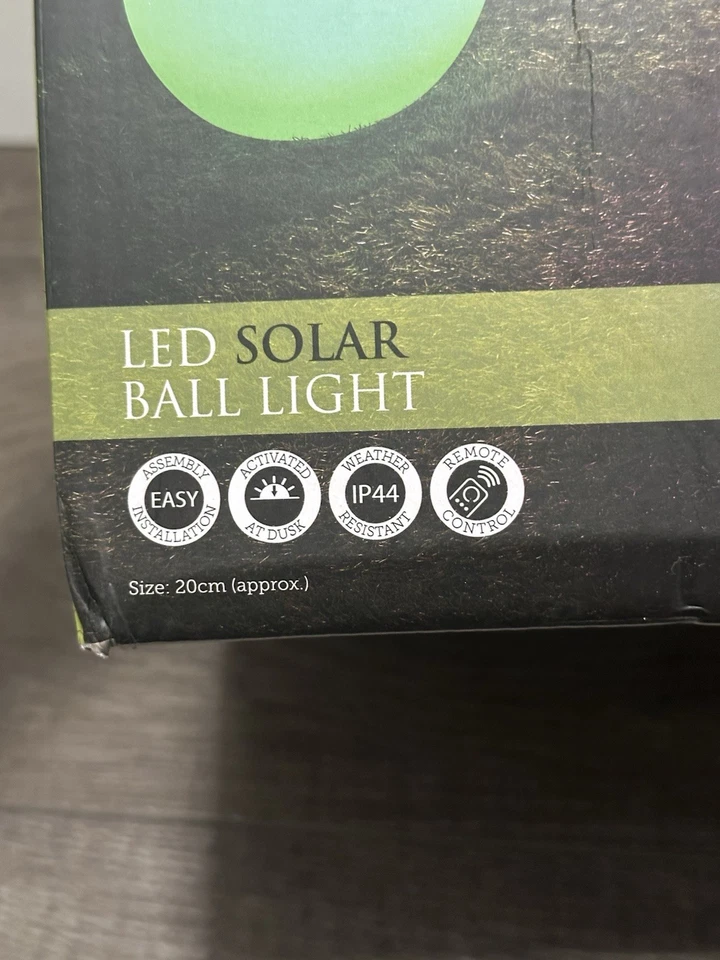 LED SOLAR
BALL LIGHT
ASSEMBLY
EASY
INSTALLATION
ACTIVATED
AT DUSK
WEATHER
IP44
RESISTANT
REMOTE
CONTROL
Size: 20cm (approx.)